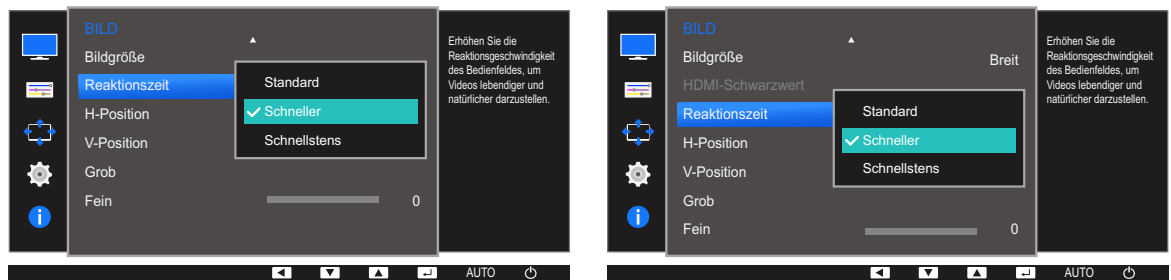 BILD
Bildgröße
Reaktionszeit
H-Position
V-Position
Grob
Fein
0
Standard
Schneller
Schnellstens
Erhöhen Sie die
Reaktionsgeschwindigkeit
des Bedienfeldes, um
Videos lebendiger und
natürlicher darzustellen.
AUTO
BILD
Bildgröße
Breit
HDMI-Schwarzwert
Reaktionszeit
H-Position
V-Position
Grob
Fein
0
Standard
Schneller
Schnellstens
Erhöhen Sie die
Reaktionsgeschwindigkeit
des Bedienfeldes, um
Videos lebendiger und
natürlicher darzustellen.
AUTO